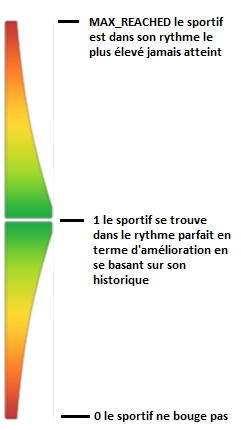 MAX_REACHED le sportif
est dans son rythme le
plus élevé jamais atteint
1 le sportif se trouve
dans le rythme parfait en
terme d'amélioration en
se basant sur son
historique
0 le sportif ne bouge pas